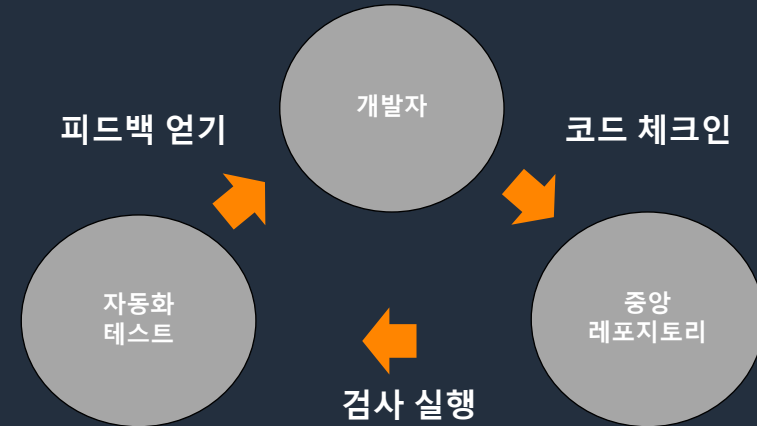 개발자
피드백 얻기
코드 체크인
자동화
테스트
중앙
레포지토리
검사 실행